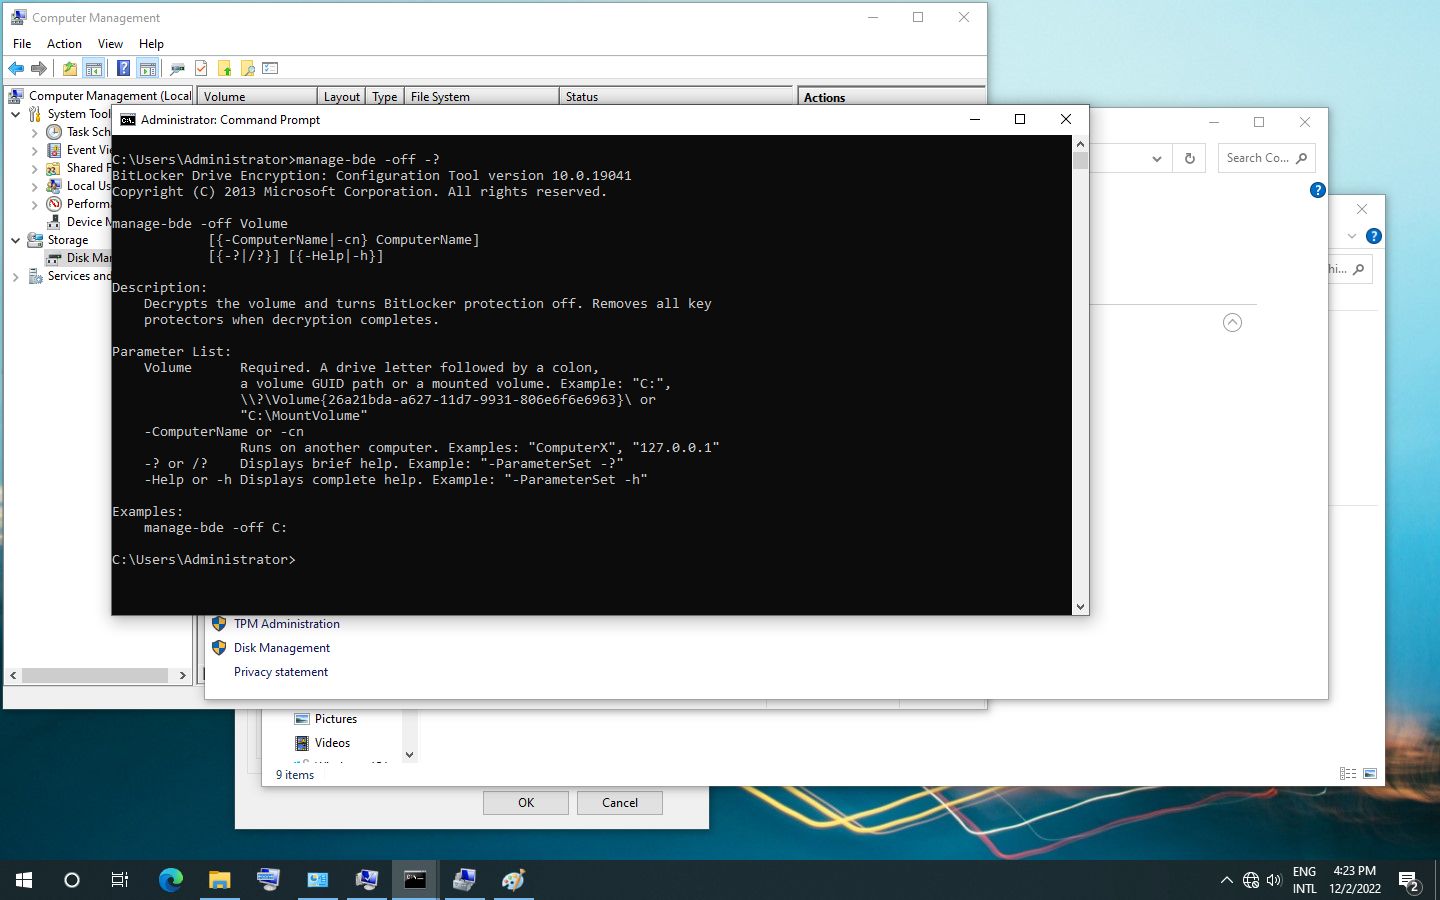 Computer Management
File Action View Help
Computer Management (Local
System Tool
Task Sch
Event Vi
Shared F
Local Us
Perform
Device M
Storage
Disk Mar
Services and
Volume Layout Type File System Status
Actions
Administrator: Command Prompt
C:\Users\Administrator>manage-bde -off -?
BitLocker Drive Encryption: Configuration Tool version 10.0.19041
Copyright (C) 2013 Microsoft Corporation. All rights reserved.
manage-bde -off Volume
[{-ComputerName|-cn} ComputerName]
[{-?|/?}] [{-Help|-h}]
Description:
Decrypts the volume and turns BitLocker protection off. Removes all key
protectors when decryption completes.
Parameter List:
Volume Required. A drive letter followed by a colon,
a volume GUID path or a mounted volume. Example: "C:",
\\?\Volume{26a21bda-a627-11d7-9931-806e6f6e6963}\ or
"C:\MountVolume"
-ComputerName or -cn
Runs on another computer. Examples: "ComputerX", "127.0.0.1"
-? or /? Displays brief help. Example: "-ParameterSet -?"
-Help or -h Displays complete help. Example: "-ParameterSet -h"
Examples:
manage-bde -off C:
C:\Users\Administrator>
Search Co...
hi...
TPM Administration
Disk Management
Privacy statement
Pictures
Videos
9 items
OK Cancel
ENG
INTL
4:23 PM
12/2/2022
2